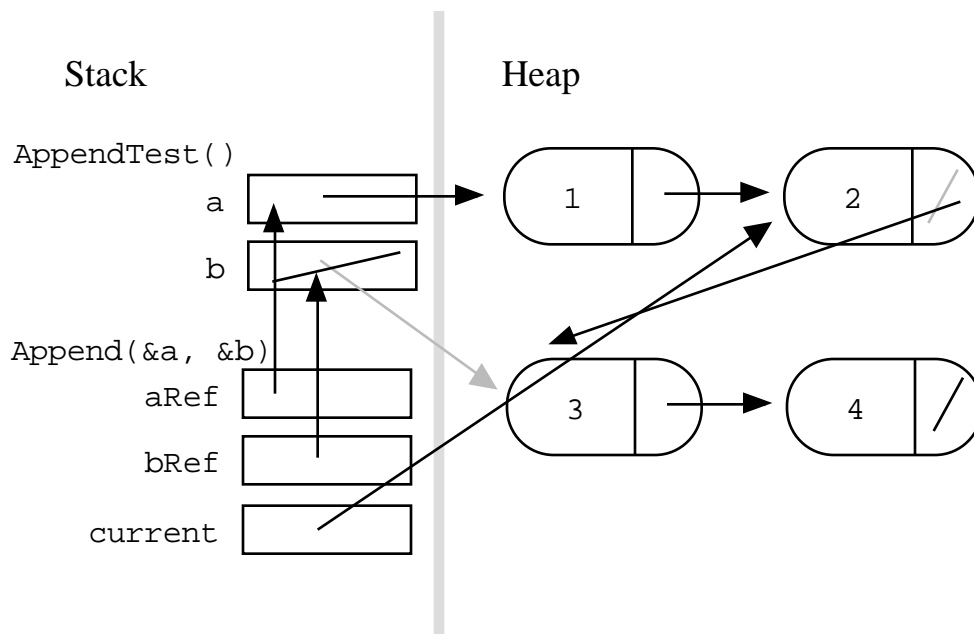 Stack
Heap
AppendTest()
a
1
2
b
Append(&a, &b)
aRef
3
4
bRef
current